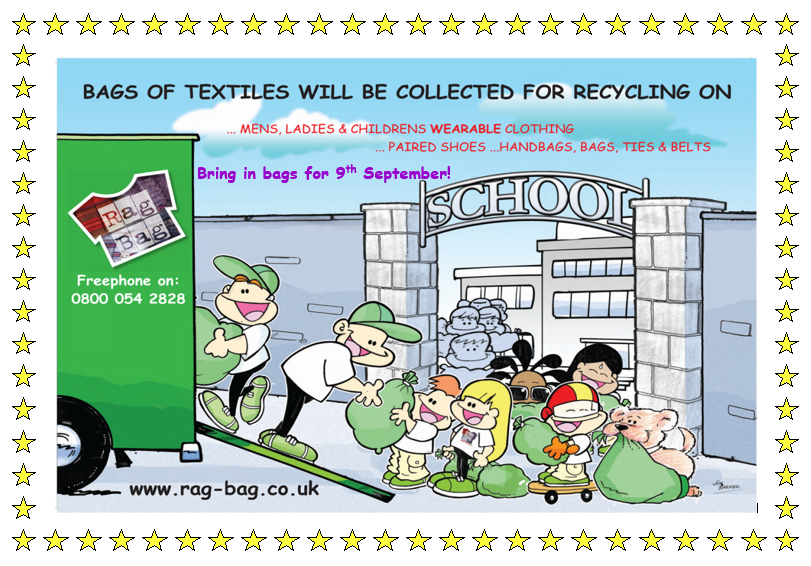 BAGS OF TEXTILES WILL BE COLLECTED FOR RECYCLING ON
... MENS, LADIES & CHILDRENS WEARABLE CLOTHING
... PAIRED SHOES ...HANDBAGS, BAGS, TIES & BELTS
Bring in bags for 9th September!
SCHOOL
Rag
Bag
Freephone on:
0800 054 2828
www.rag-bag.co.uk